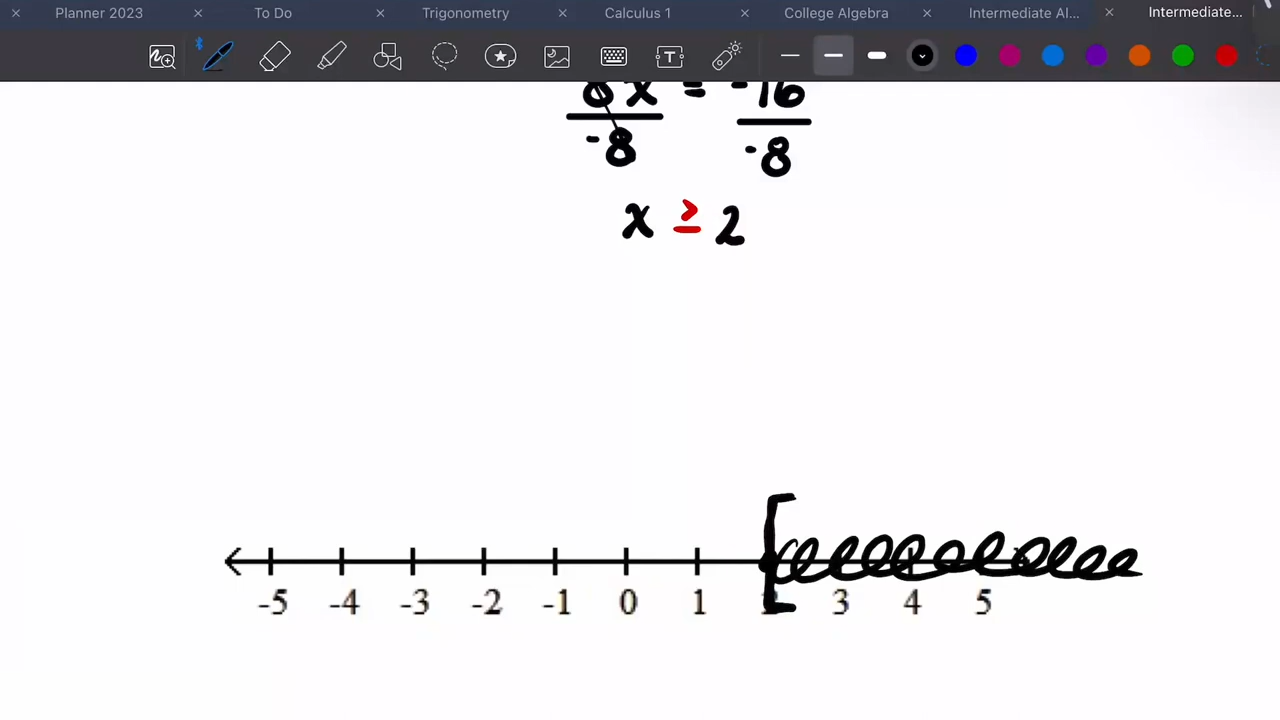 Planner 2023 To Do Trigonometry Calculus 1 College Algebra Intermediate Al... Intermediate...
x = -16
-8 -8
x ≥ 2
-5 -4 -3 -2 -1 0 1 2 3 4 5